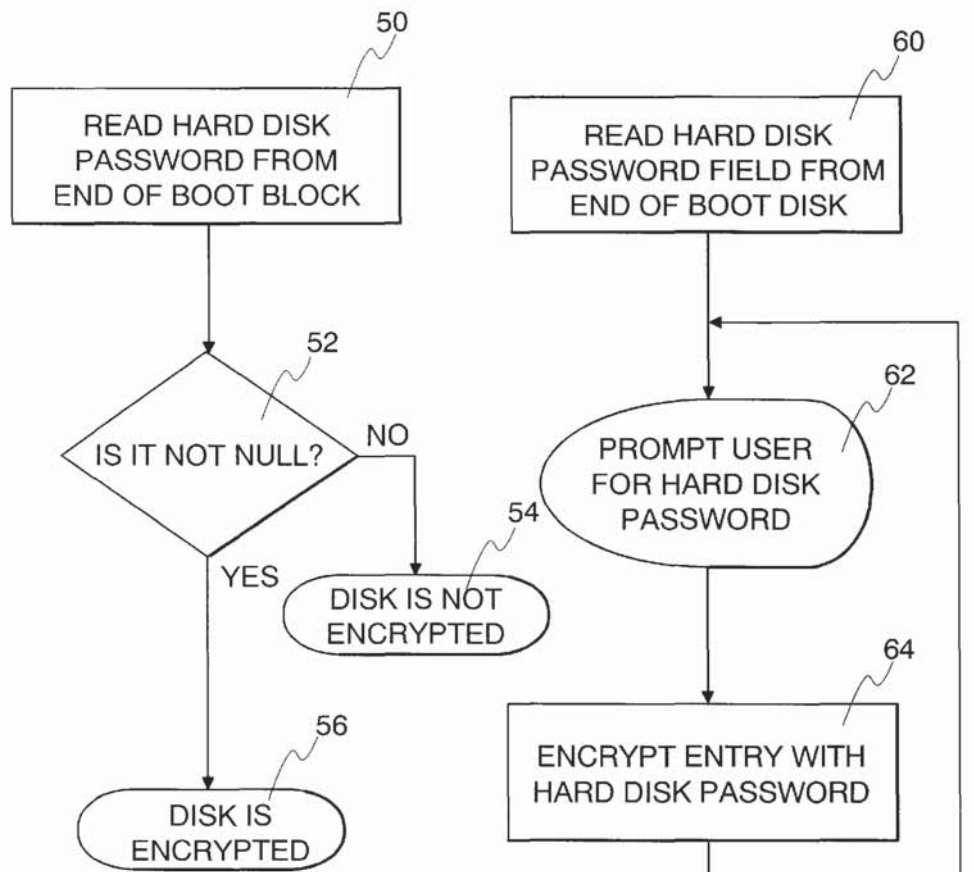 50
READ HARD DISK
PASSWORD FROM
END OF BOOT BLOCK
52
IS IT NOT NULL?
NO
YES
54
DISK IS NOT
ENCRYPTED
56
DISK IS
ENCRYPTED
60
READ HARD DISK
PASSWORD FIELD FROM
END OF BOOT DISK
62
PROMPT USER
FOR HARD DISK
PASSWORD
64
ENCRYPT ENTRY WITH
HARD DISK PASSWORD